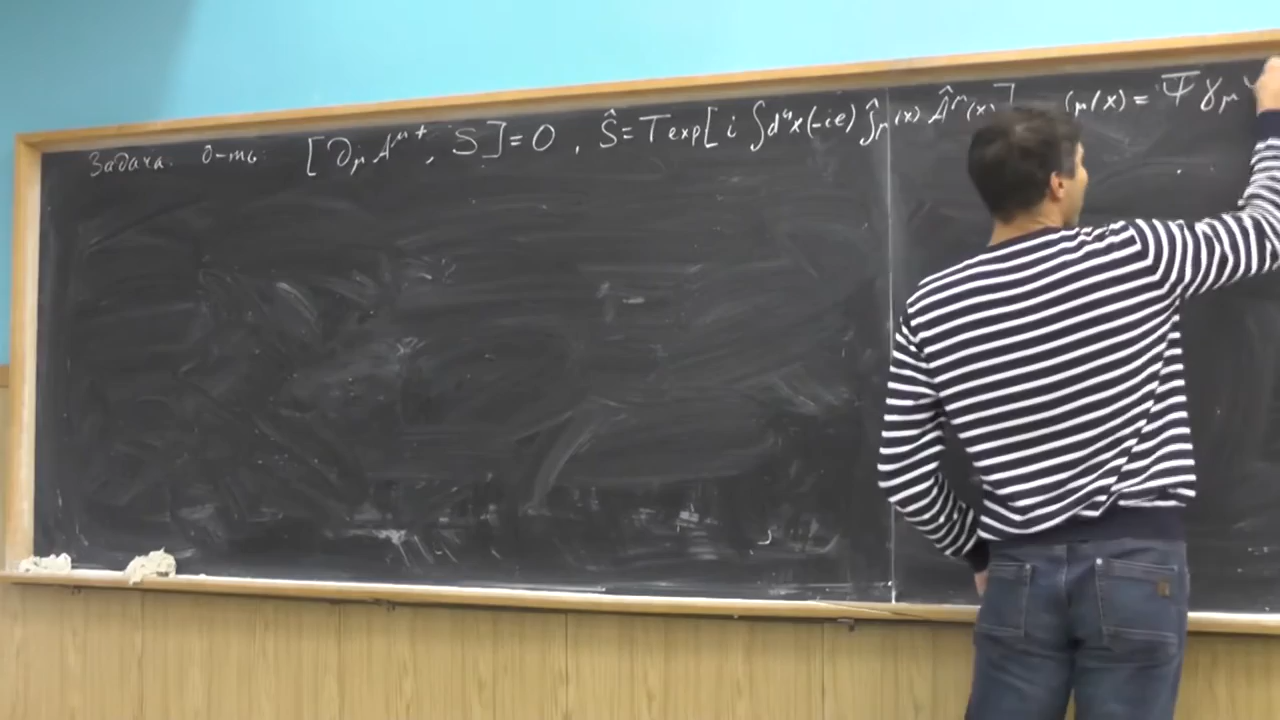 Задача. D-ть: [∂_μ A^{μ+}, S] = 0, Ŝ = T exp[i ∫d⁴x (-ie) ĵ_μ(x) Â^μ(x)] j_μ(x) = Ψ̄ γ_μ